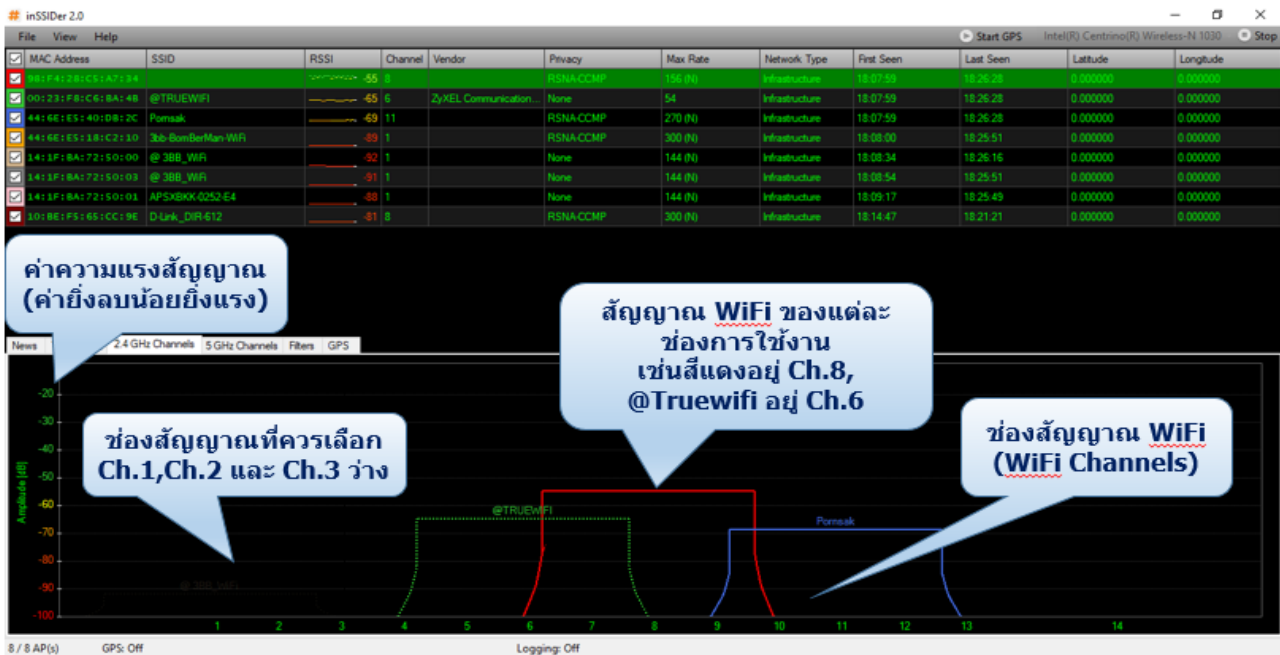 inSSIDer 2.0
File View Help Start GPS Intel(R) Centrino(R) Wireless-N 1030 Stop
MAC Address SSID RSSI Channel Vendor Privacy Max Rate Network Type First Seen Last Seen Latitude Longitude
98:F4:28:C5:A7:34 -55 8 RSNA-CCMP 156 (N) Infrastructure 18:07:59 18:26:28 0.000000 0.000000
00:23:F8:C6:8A:48 @TRUEWIFI -65 6 ZyXEL Communication... None 54 Infrastructure 18:07:59 18:26:28 0.000000 0.000000
44:6E:E5:40:DB:2C Pornsak -69 11 RSNA-CCMP 270 (N) Infrastructure 18:07:59 18:26:28 0.000000 0.000000
44:6E:E5:18:C2:10 3bb-BomBerMan-WiFi -89 1 RSNA-CCMP 300 (N) Infrastructure 18:08:00 18:25:51 0.000000 0.000000
14:1F:BA:72:50:00 @ 3BB_WiFi -92 1 None 144 (N) Infrastructure 18:08:34 18:26:16 0.000000 0.000000
14:1F:BA:72:50:03 @ 3BB_WiFi -91 1 None 144 (N) Infrastructure 18:08:54 18:25:51 0.000000 0.000000
14:1F:BA:72:50:01 APSXBKK-0252-E4 -88 1 None 144 (N) Infrastructure 18:09:17 18:25:49 0.000000 0.000000
10:BE:F5:65:CC:9E D-Link_DIR-612 -81 8 RSNA-CCMP 300 (N) Infrastructure 18:14:47 18:21:21 0.000000 0.000000
ค่าความแรงสัญญาณ
(ค่ายิ่งลบน้อยยิ่งแรง)
สัญญาณ WiFi ของแต่ละ
ช่องการใช้งาน
เช่นสีแดงอยู่ Ch.8,
@Truewifi อยู่ Ch.6
News 2.4 GHz Channels 5 GHz Channels Filters GPS
ช่องสัญญาณที่ควรเลือก
Ch.1,Ch.2 และ Ch.3 ว่าง
ช่องสัญญาณ WiFi
(WiFi Channels)
Amplitude [dB]
-20
-30
-40
-50
-60
-70
-80
-90
-100
@TRUEWIFI
Pornsak
@ 3BB_WiFi
1 2 3 4 5 6 7 8 9 10 11 12 13 14
8 / 8 AP(s) GPS: Off Logging: Off